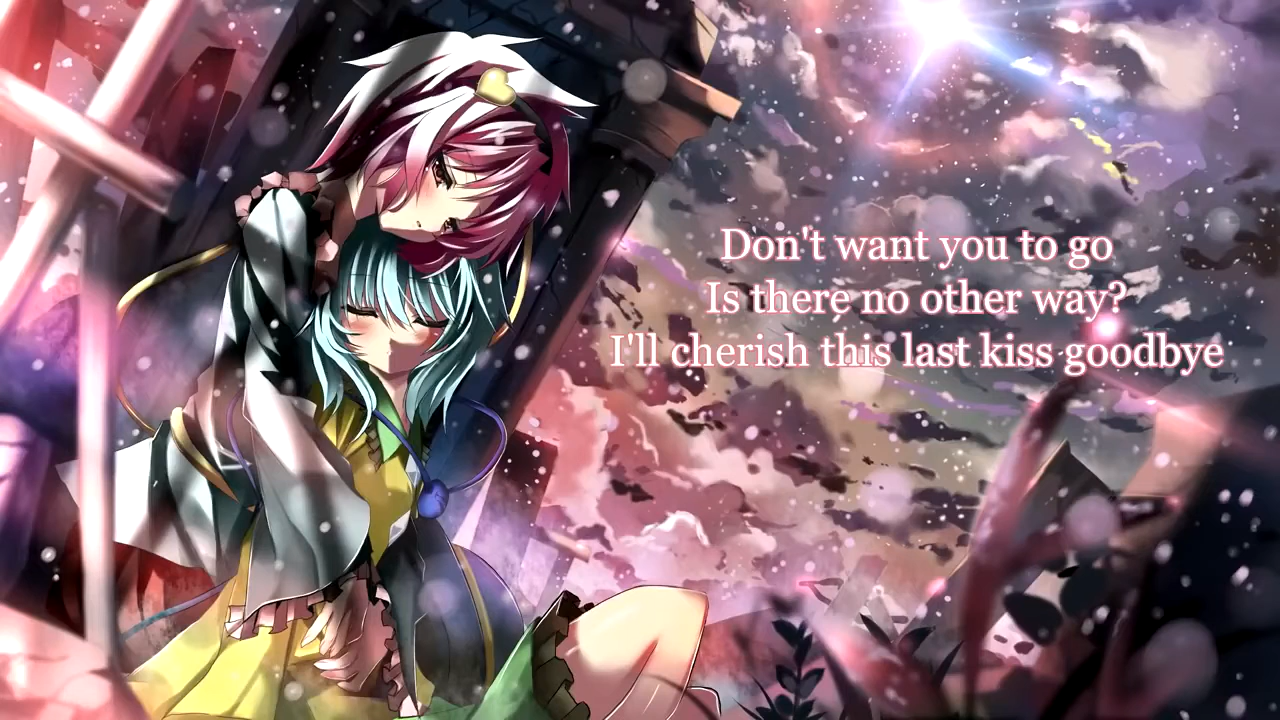 Don't want you to go
Is there no other way?
I'll cherish this last kiss goodbye